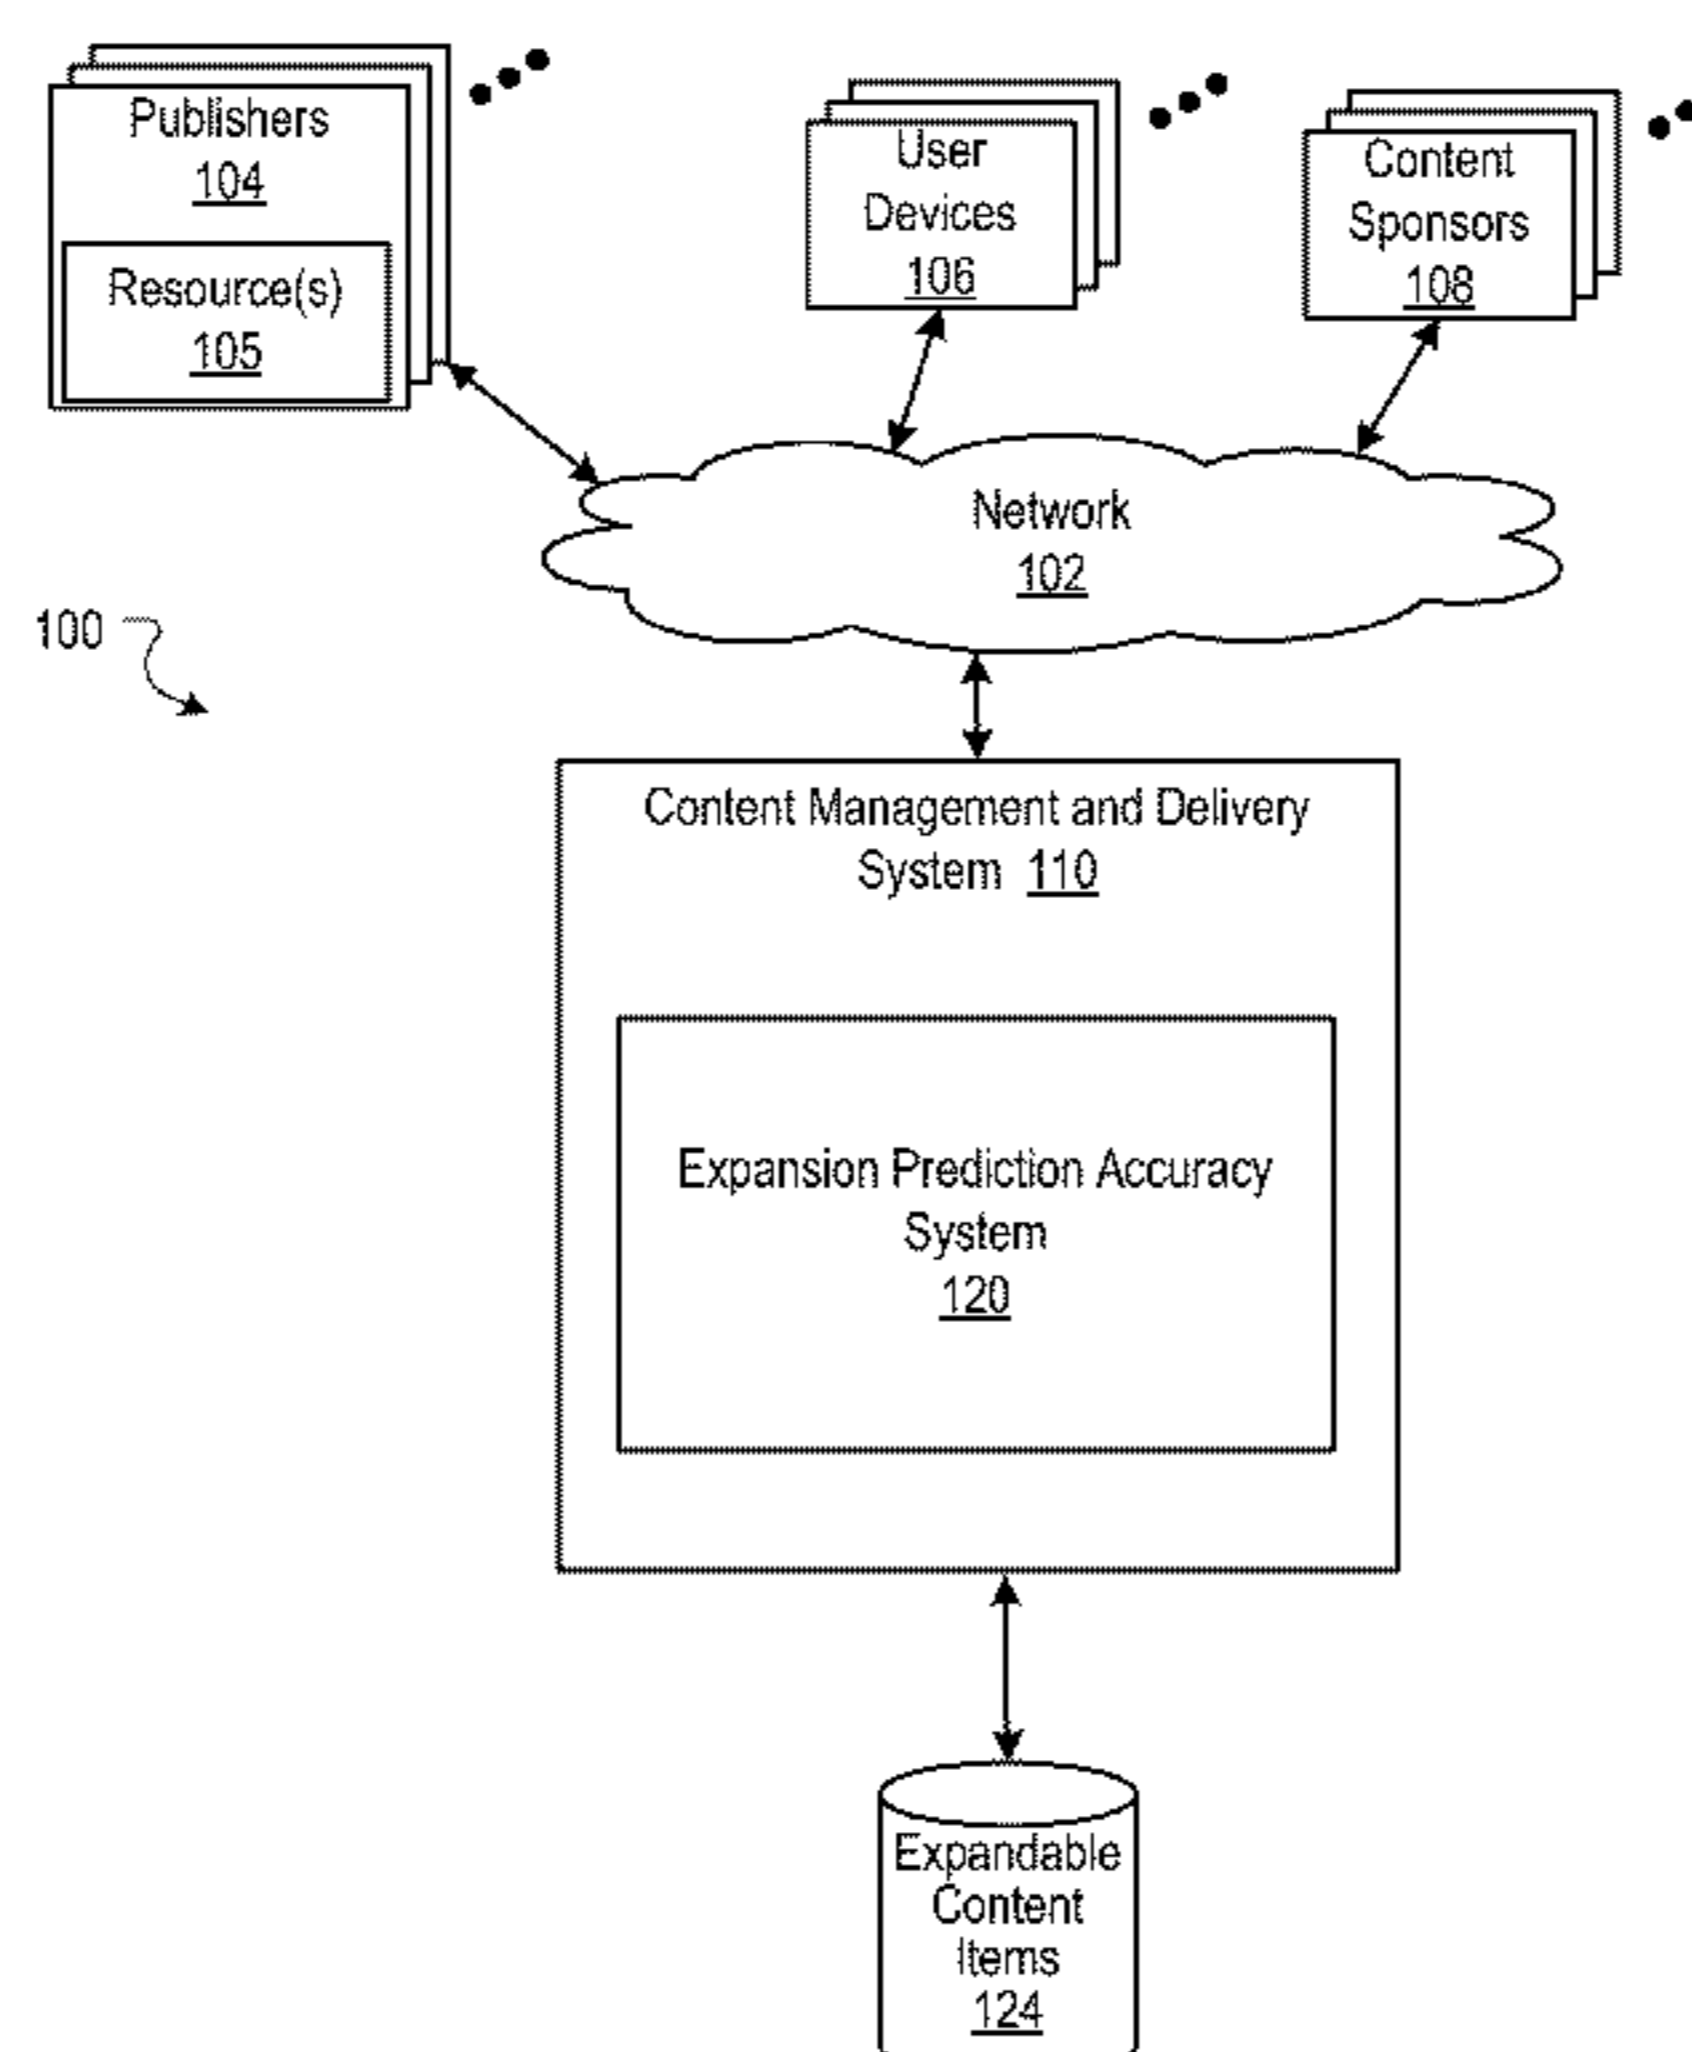 Publishers
104
Resource(s)
105
User
Devices
106
Content
Sponsors
108
Network
102
100
Content Management and Delivery
System 110
Expansion Prediction Accuracy
System
120
Expandable
Content
Items
124